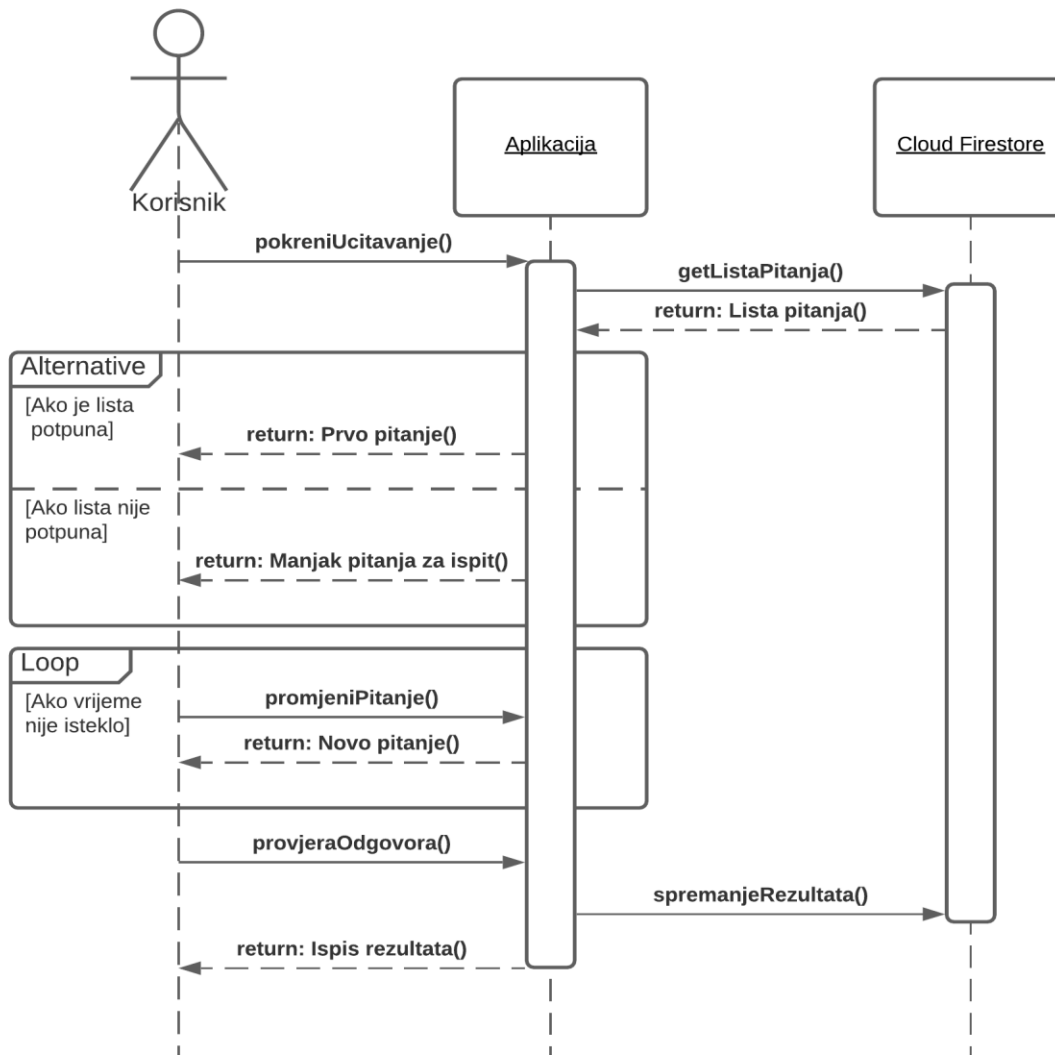 Korisnik
Aplikacija
Cloud Firestore
pokreniUcitavanje()
getListaPitanja()
return: Lista pitanja()
Alternative
[Ako je lista
potpuna]
return: Prvo pitanje()
[Ako lista nije
potpuna]
return: Manjak pitanja za ispit()
Loop
[Ako vrijeme
nije isteklo]
promjeniPitanje()
return: Novo pitanje()
provjeraOdgovora()
spremanjeRezultata()
return: Ispis rezultata()